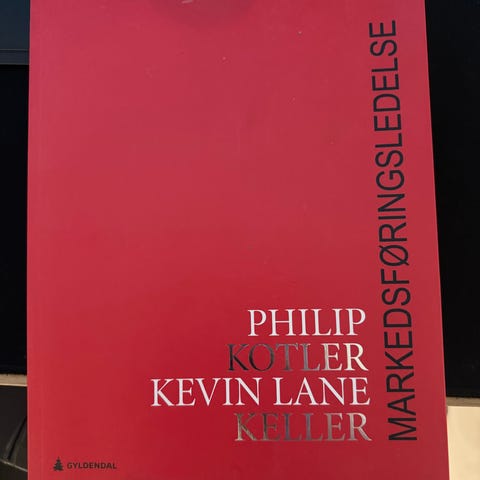 MARKEDSFØRINGSLEDELSE
PHILIP
KOTLER
KEVIN LANE
KELLER
GYLDENDAL